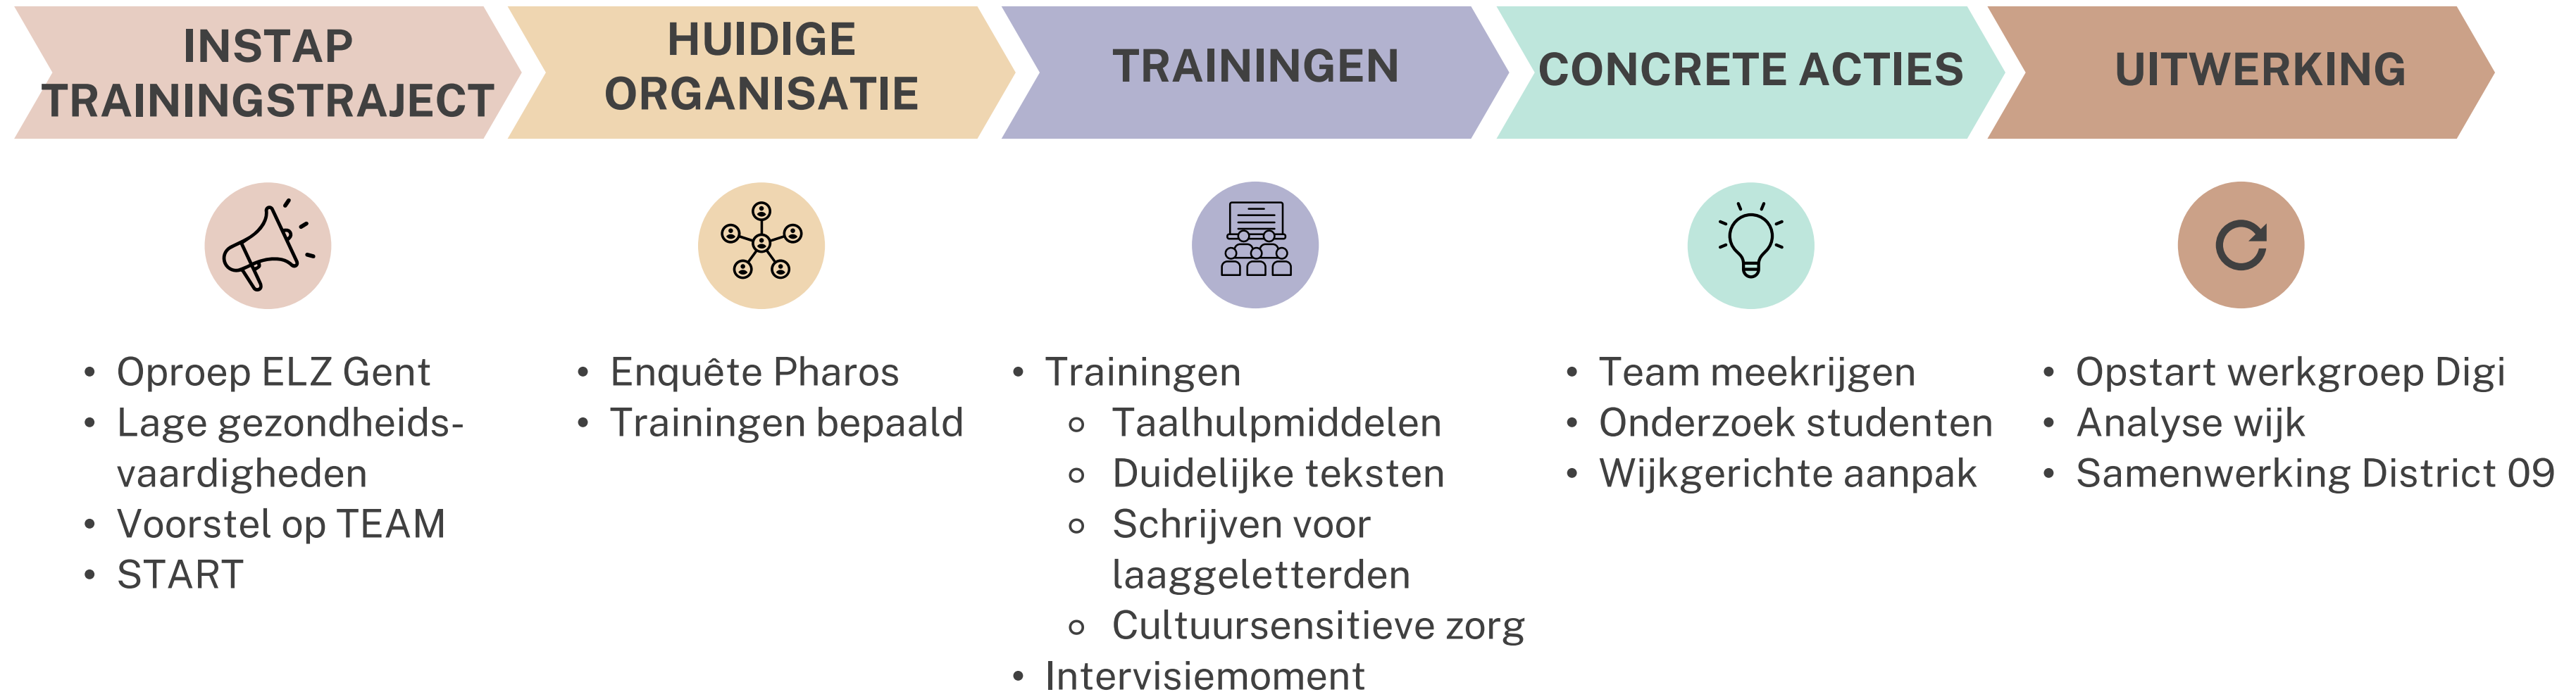 INSTAP
TRAININGSTRAJECT
HUIDIGE
ORGANISATIE
TRAININGEN
CONCRETE ACTIES
UITWERKING
• Oproep ELZ Gent
• Lage gezondheids-
vaardigheden
• Voorstel op TEAM
• START
• Enquête Pharos
• Trainingen bepaald
• Trainingen
◦ Taalhulpmiddelen
◦ Duidelijke teksten
◦ Schrijven voor
laaggeletterden
◦ Cultuursensitieve zorg
• Intervisiemoment
• Team meekrijgen
• Onderzoek studenten
• Wijkgerichte aanpak
• Opstart werkgroep Digi
• Analyse wijk
• Samenwerking District 09